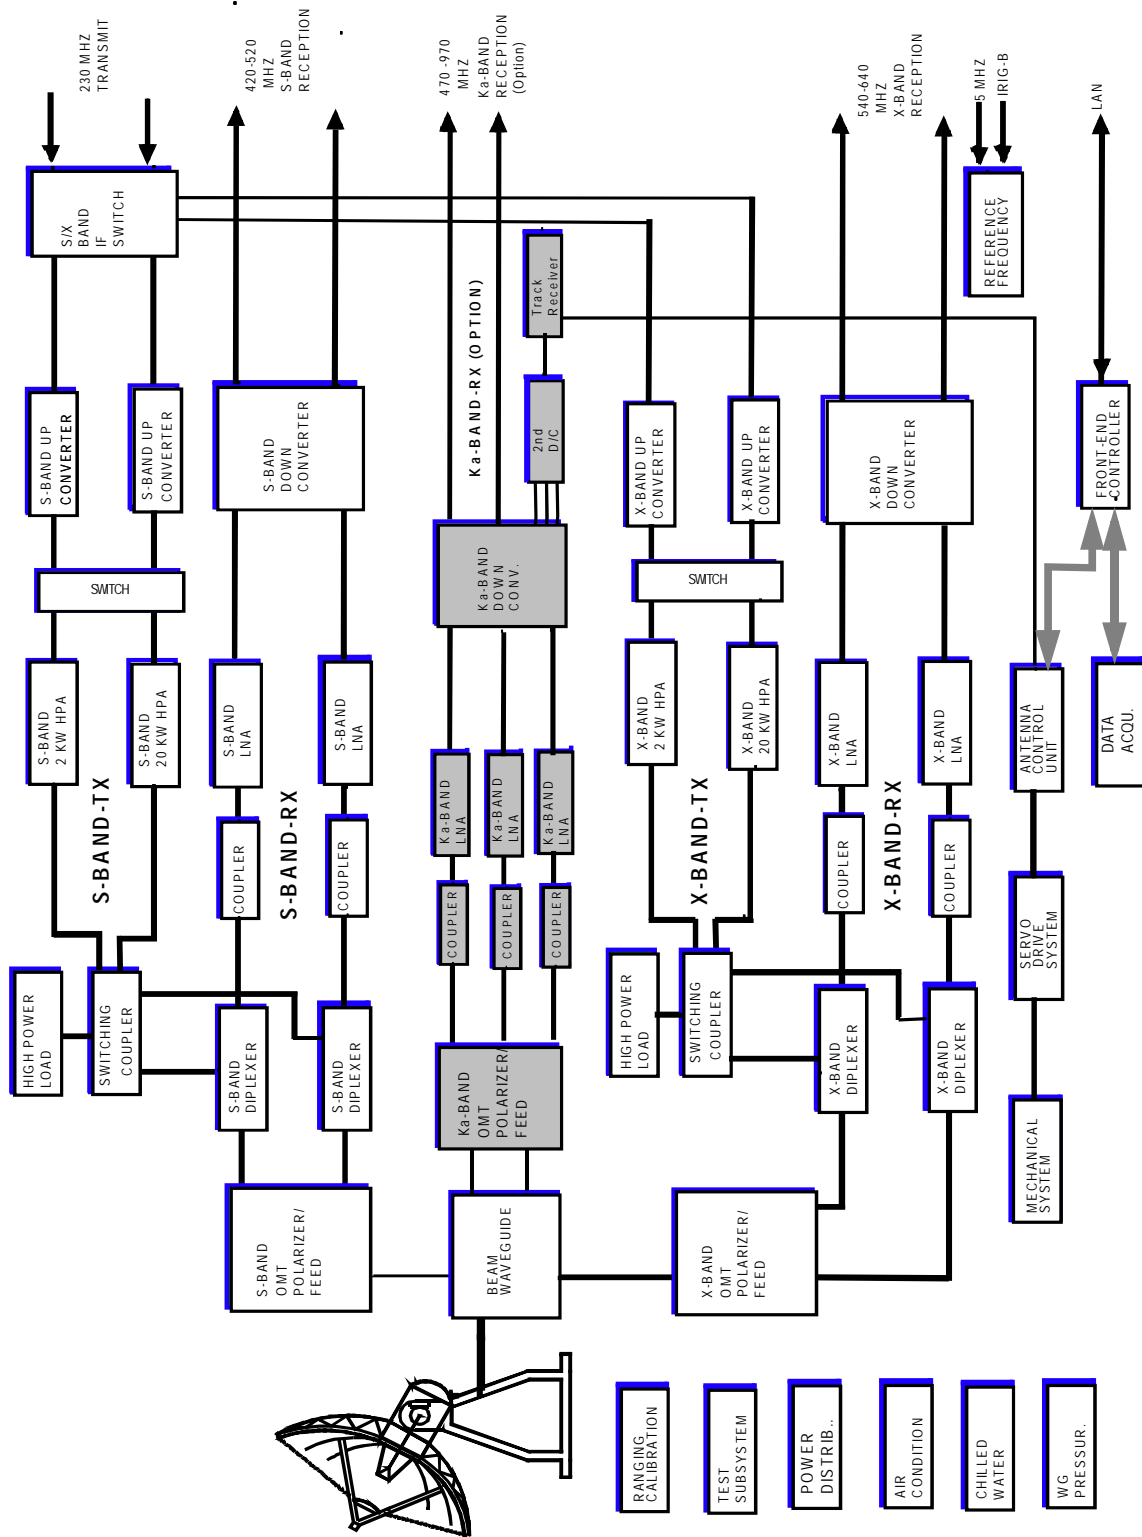 230 MHZ
TRANSMIT
420-520
MHZ
S-BAND
RECEPTION
470 -970
MHZ
Ka-BAND
RECEPTION
(Option)
540-640
MHZ
X-BAND
RECEPTION
5 MHZ
IRIG-B
LAN
S/X
BAND
IF
SWITCH
REFERENCE
FREQUENCY
Track
Receiver
Ka-BAND-RX (OPTION)
2nd
D/C
S-BAND UP
CONVERTER
S-BAND UP
CONVERTER
S-BAND
DOWN
CONVERTER
X-BAND UP
CONVERTER
X-BAND UP
CONVERTER
X-BAND
DOWN
CONVERTER
FRONT-END
CONTROLLER
SWITCH
Ka-BAND
DOWN
CONV.
SWITCH
S-BAND
2 KW HPA
S-BAND
20 KW HPA
S-BAND
LNA
S-BAND
LNA
Ka-BAND
LNA
Ka-BAND
LNA
Ka-BAND
LNA
X-BAND
2 KW HPA
X-BAND
20 KW HPA
X-BAND
LNA
X-BAND
LNA
ANTENNA
CONTROL
UNIT
DATA
ACQU.
S-BAND-TX
S-BAND-RX
X-BAND-TX
X-BAND-RX
COUPLER
COUPLER
COUPLER
COUPLER
COUPLER
COUPLER
COUPLER
SERVO
DRIVE
SYSTEM
HIGH POWER
LOAD
SWITCHING
COUPLER
S-BAND
DIPLEXER
S-BAND
DIPLEXER
Ka-BAND
OMT
POLARIZER/
FEED
HIGH POWER
LOAD
SWITCHING
COUPLER
X-BAND
DIPLEXER
X-BAND
DIPLEXER
MECHANICAL
SYSTEM
S-BAND
OMT
POLARIZER/
FEED
BEAM
WAVEGUIDE
X-BAND
OMT
POLARIZER/
FEED
RANGING
CALIBRATION
TEST
SUBSYSTEM
POWER
DISTRIB..
AIR
CONDITION
CHILLED
WATER
WG
PRESSUR.